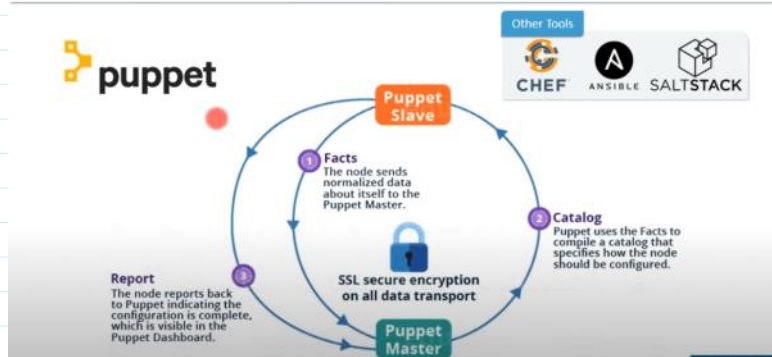 Other Tools
puppet
CHEF
ANSIBLE
SALTSTACK
Puppet
Slave
1
Facts
The node sends
normalized data
about itself to the
Puppet Master.
2
Catalog
Puppet uses the Facts to
compile a catalog that
specifies how the node
should be configured.
SSL secure encryption
on all data transport
3
Report
The node reports back
to Puppet indicating the
configuration is complete,
which is visible in the
Puppet Dashboard.
Puppet
Master